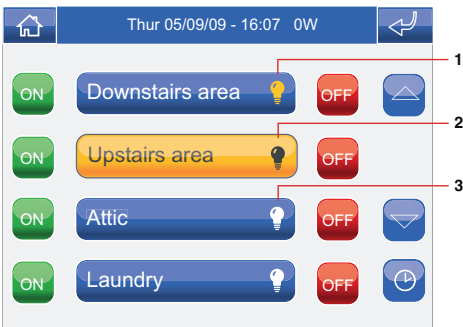 Thur 05/09/09 - 16:07 0W
1
ON Downstairs area OFF
2
ON Upstairs area OFF
3
ON Attic OFF
ON Laundry OFF